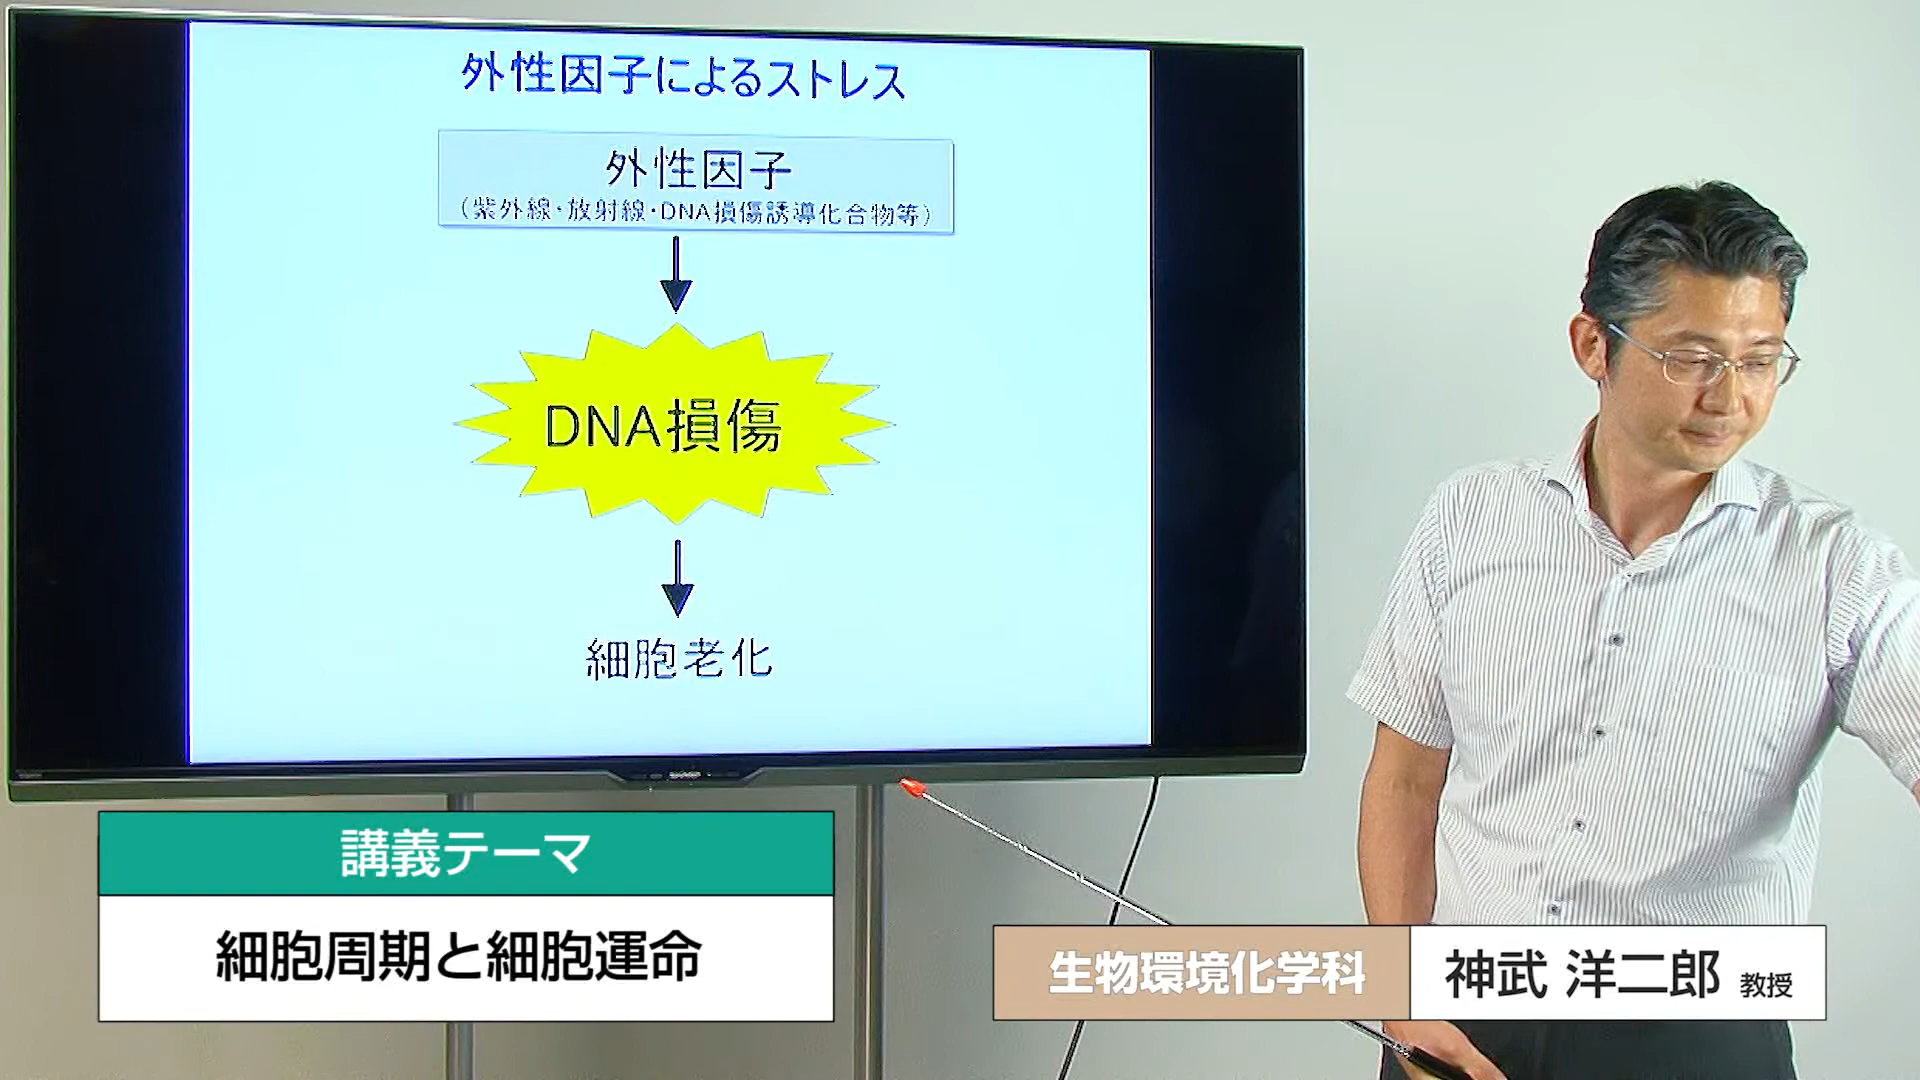 外性因子によるストレス
外性因子
（紫外線・放射線・DNA損傷誘導化合物等）
DNA損傷
細胞老化
講義テーマ
細胞周期と細胞運命
生物環境化学科
神武 洋二郎 教授